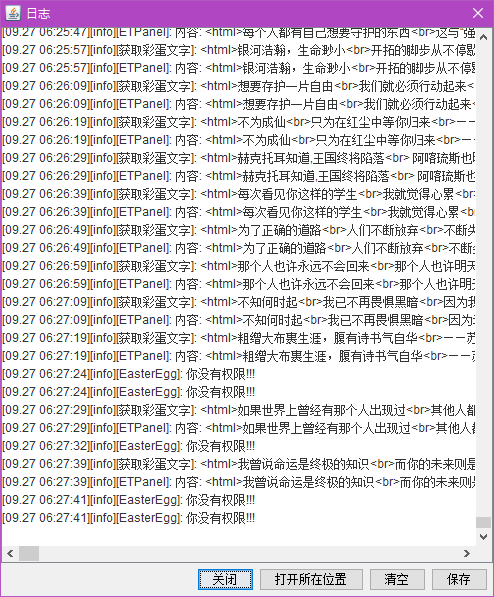 日志
[09.27 06:25:47][info][ETPanel]: 内容: <html>每个人都有自己想要守护的东西<br>这与"强
[09.27 06:25:57][info][获取彩蛋文字]: <html>银河浩瀚，生命渺小<br>开拓的脚步从不停歇
[09.27 06:25:57][info][ETPanel]: 内容: <html>银河浩瀚，生命渺小<br>开拓的脚步从不停歇
[09.27 06:26:09][info][获取彩蛋文字]: <html>想要存护一片自由<br>我们就必须行动起来<
[09.27 06:26:09][info][ETPanel]: 内容: <html>想要存护一片自由<br>我们就必须行动起来<
[09.27 06:26:19][info][获取彩蛋文字]: <html>不为成仙<br>只为在红尘中等你归来<br>——
[09.27 06:26:19][info][ETPanel]: 内容: <html>不为成仙<br>只为在红尘中等你归来<br>——
[09.27 06:26:29][info][获取彩蛋文字]: <html>赫克托耳知道,王国终将陷落<br> 阿喀琉斯也明
[09.27 06:26:29][info][ETPanel]: 内容: <html>赫克托耳知道,王国终将陷落<br> 阿喀琉斯也明
[09.27 06:26:39][info][获取彩蛋文字]: <html>每次看见你这样的学生<br>我就觉得心累<br>
[09.27 06:26:39][info][ETPanel]: 内容: <html>每次看见你这样的学生<br>我就觉得心累<br>
[09.27 06:26:49][info][获取彩蛋文字]: <html>为了正确的道路<br>人们不断放弃<br>不断失
[09.27 06:26:49][info][ETPanel]: 内容: <html>为了正确的道路<br>人们不断放弃<br>不断失
[09.27 06:26:59][info][获取彩蛋文字]: <html>那个人也许永远不会回来<br>那个人也许明天
[09.27 06:26:59][info][ETPanel]: 内容: <html>那个人也许永远不会回来<br>那个人也许明天
[09.27 06:27:09][info][获取彩蛋文字]: <html>不知何时起<br>我已不再畏惧黑暗<br>因为我
[09.27 06:27:09][info][ETPanel]: 内容: <html>不知何时起<br>我已不再畏惧黑暗<br>因为我
[09.27 06:27:19][info][获取彩蛋文字]: <html>粗缯大布裹生涯，腹有诗书气自华<br>——苏
[09.27 06:27:19][info][ETPanel]: 内容: <html>粗缯大布裹生涯，腹有诗书气自华<br>——苏
[09.27 06:27:24][info][EasterEgg]: 你没有权限!!!
[09.27 06:27:24][info][EasterEgg]: 你没有权限!!!
[09.27 06:27:29][info][获取彩蛋文字]: <html>如果世界上曾经有那个人出现过<br>其他人都
[09.27 06:27:29][info][ETPanel]: 内容: <html>如果世界上曾经有那个人出现过<br>其他人都
[09.27 06:27:32][info][EasterEgg]: 你没有权限!!!
[09.27 06:27:39][info][获取彩蛋文字]: <html>我曾说命运是终极的知识<br>而你的未来则是
[09.27 06:27:39][info][ETPanel]: 内容: <html>我曾说命运是终极的知识<br>而你的未来则是
[09.27 06:27:41][info][EasterEgg]: 你没有权限!!!
[09.27 06:27:41][info][EasterEgg]: 你没有权限!!!
关闭 打开所在位置 清空 保存